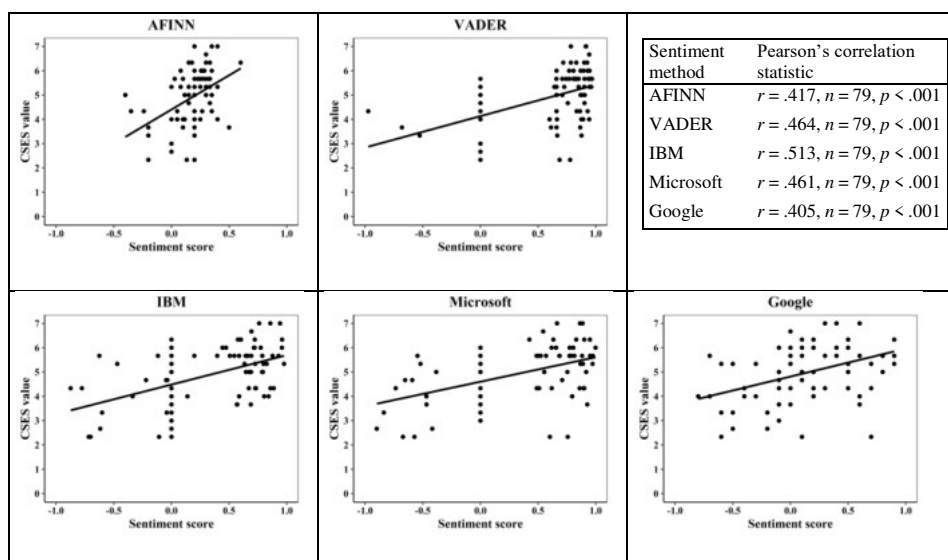 AFINN
7
6
5
4
3
2
1
0
CSES value
-1.0 -0.5 0.0 0.5 1.0
Sentiment score
VADER
7
6
5
4
3
2
1
0
CSES value
-1.0 -0.5 0.0 0.5 1.0
Sentiment score
Sentiment method Pearson's correlation statistic
AFINN r = .417, n = 79, p < .001
VADER r = .464, n = 79, p < .001
IBM r = .513, n = 79, p < .001
Microsoft r = .461, n = 79, p < .001
Google r = .405, n = 79, p < .001
IBM
7
6
5
4
3
2
1
0
CSES value
-1.0 -0.5 0.0 0.5 1.0
Sentiment score
Microsoft
7
6
5
4
3
2
1
0
CSES value
-1.0 -0.5 0.0 0.5 1.0
Sentiment score
Google
7
6
5
4
3
2
1
0
CSES value
-1.0 -0.5 0.0 0.5 1.0
Sentiment score